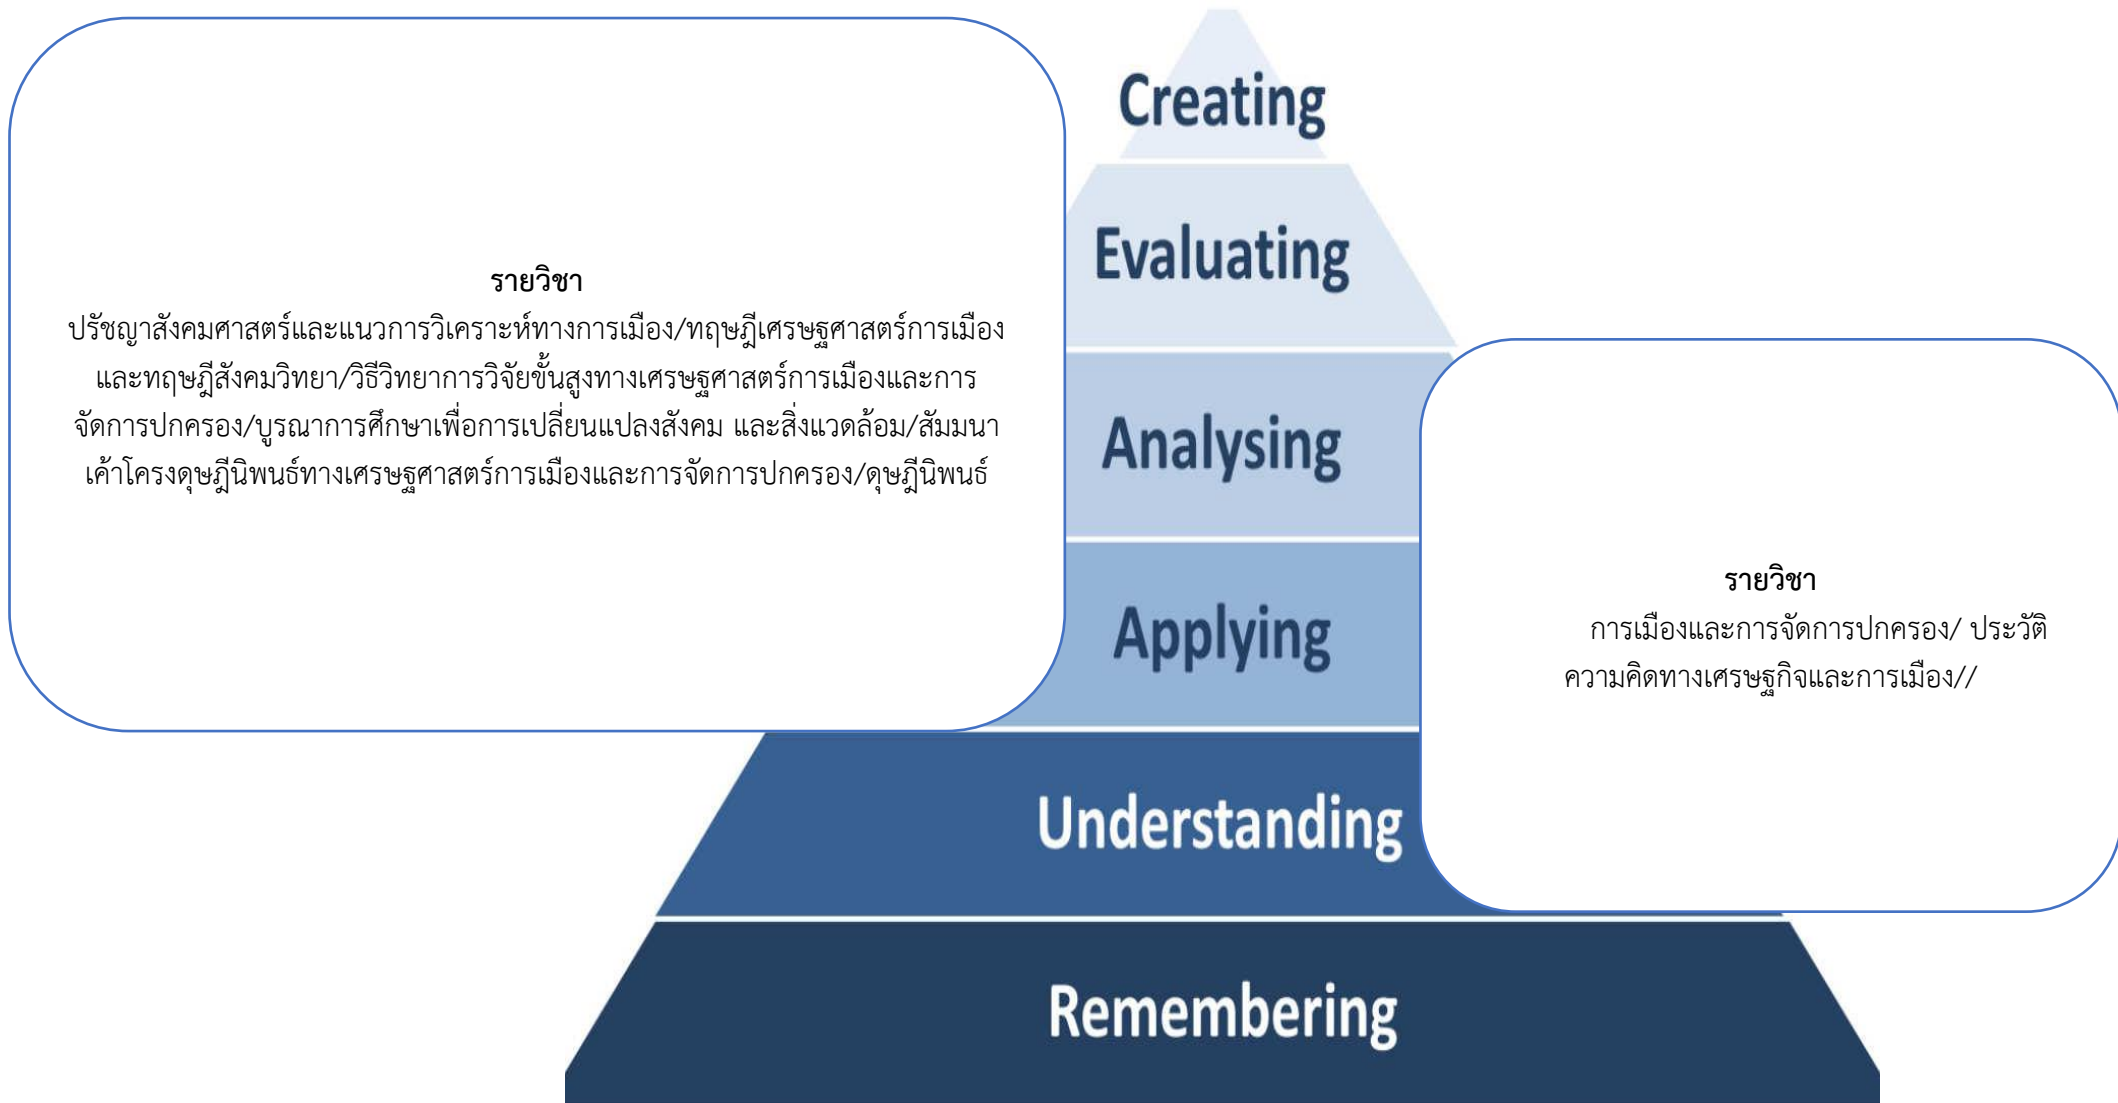 รายวิชา
ปรัชญาสังคมศาสตร์และแนวการวิเคราะห์ทางการเมือง/ทฤษฎีเศรษฐศาสตร์การเมือง
และทฤษฎีสังคมวิทยา/วิธีวิทยาการวิจัยขั้นสูงทางเศรษฐศาสตร์การเมืองและการ
จัดการปกครอง/บูรณาการศึกษาเพื่อการเปลี่ยนแปลงสังคม และสิ่งแวดล้อม/สัมมนา
เค้าโครงดุษฎีนิพนธ์ทางเศรษฐศาสตร์การเมืองและการจัดการปกครอง/ดุษฎีนิพนธ์
Creating
Evaluating
Analysing
Applying
Understanding
Remembering
รายวิชา
การเมืองและการจัดการปกครอง/ ประวัติ
ความคิดทางเศรษฐกิจและการเมือง//